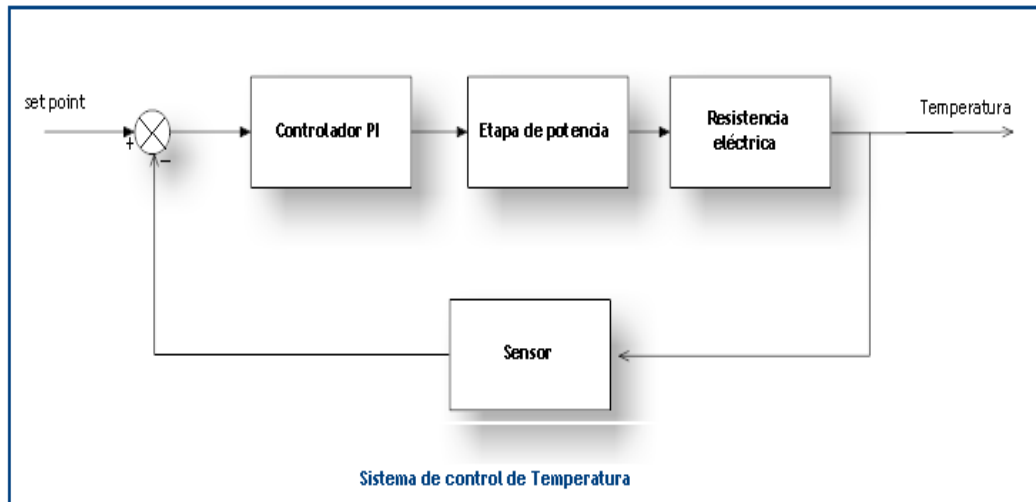 set point
Temperatura
+
−
Controlador PI
Etapa de potencia
Resistencia
eléctrica
Sensor
Sistema de control de Temperatura